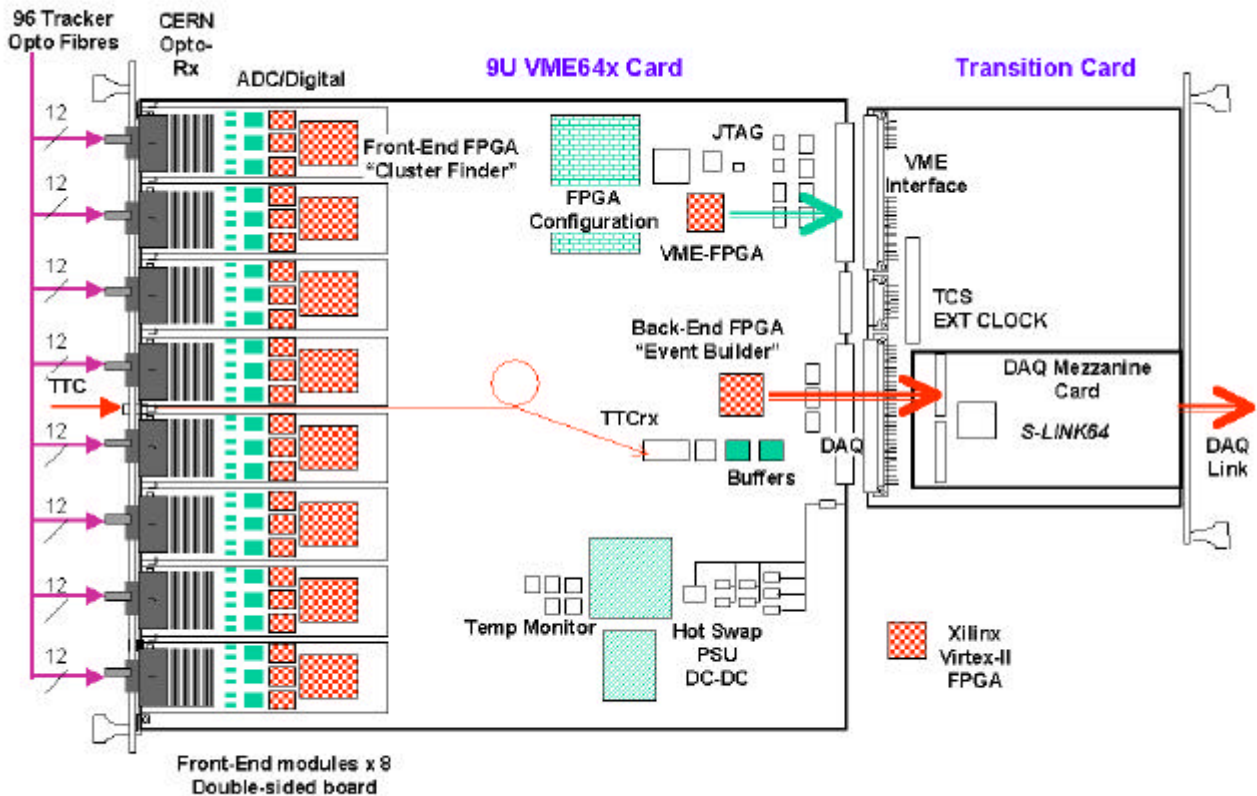 96 Tracker
Opto Fibres
CERN
Opto-
Rx
ADC/Digital
9U VME64x Card
Transition Card
12
12
12
12
12
12
12
12
TTC
Front-End FPGA
“Cluster Finder”
FPGA
Configuration
JTAG
VME-FPGA
VME
Interface
TCS
EXT CLOCK
Back-End FPGA
“Event Builder”
DAQ Mezzanine
Card
S-LINK64
TTCrx
Buffers
DAQ
DAQ
Link
Temp Monitor
Hot Swap
PSU
DC-DC
Xilinx
Virtex-II
FPGA
Front-End modules x 8
Double-sided board